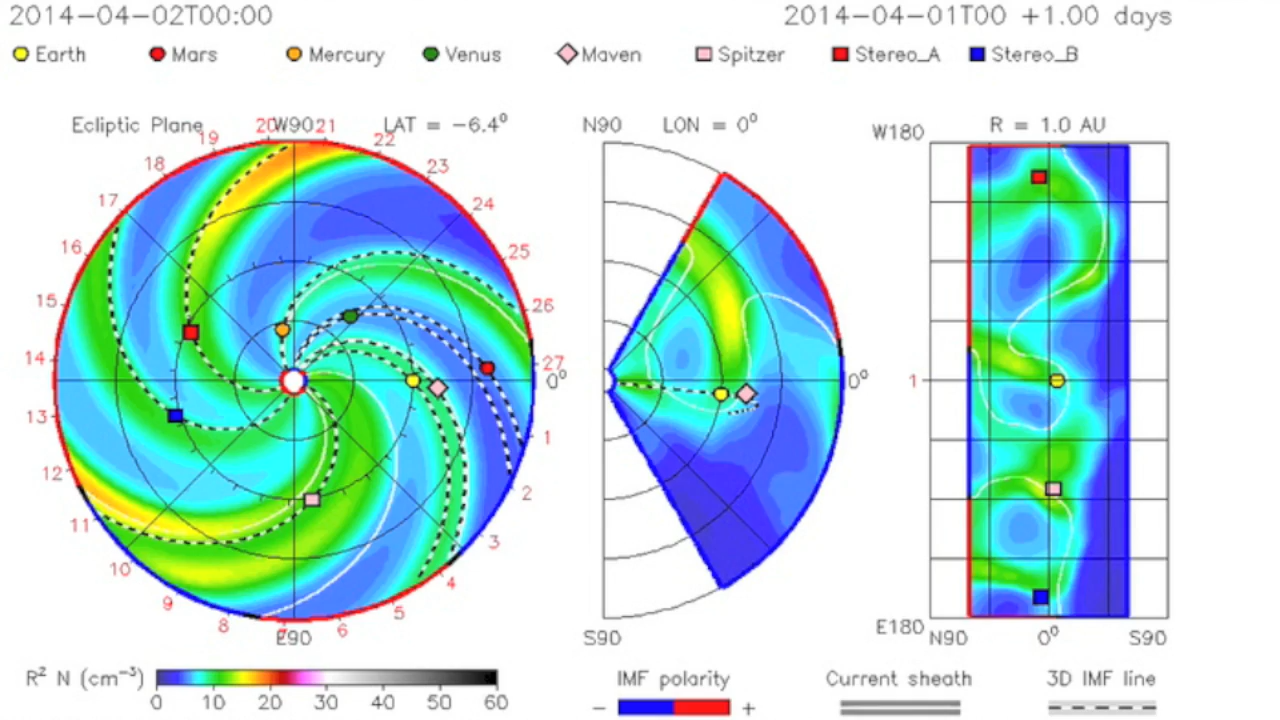 2014-04-02T00:00
2014-04-01T00 +1.00 days
Earth Mars Mercury Venus Maven Spitzer Stereo_A Stereo_B
Ecliptic Plane W90 LAT = -6.4°
N90 LON = 0°
W180 R = 1.0 AU
19 20 21 22
18 23
17 24
16 25
15 26
14 27
0°
0°
1
13 1
12 2
11 3
10 4
9 5
8 7 6
E90
S90
E180 N90 0° S90
R² N (cm⁻³)
0 10 20 30 40 50 60
IMF polarity
- +
Current sheath
3D IMF line